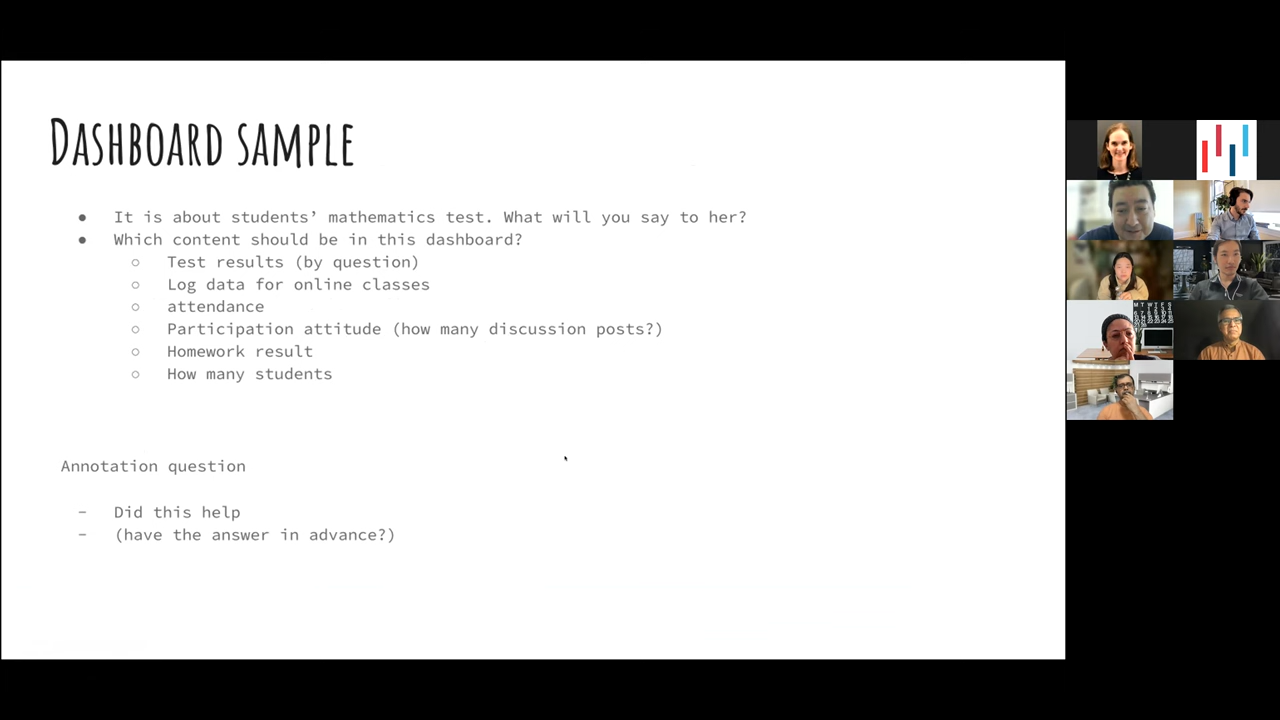 DASHBOARD SAMPLE
● It is about students’ mathematics test. What will you say to her?
● Which content should be in this dashboard?
○ Test results (by question)
○ Log data for online classes
○ attendance
○ Participation attitude (how many discussion posts?)
○ Homework result
○ How many students
Annotation question
- Did this help
- (have the answer in advance?)